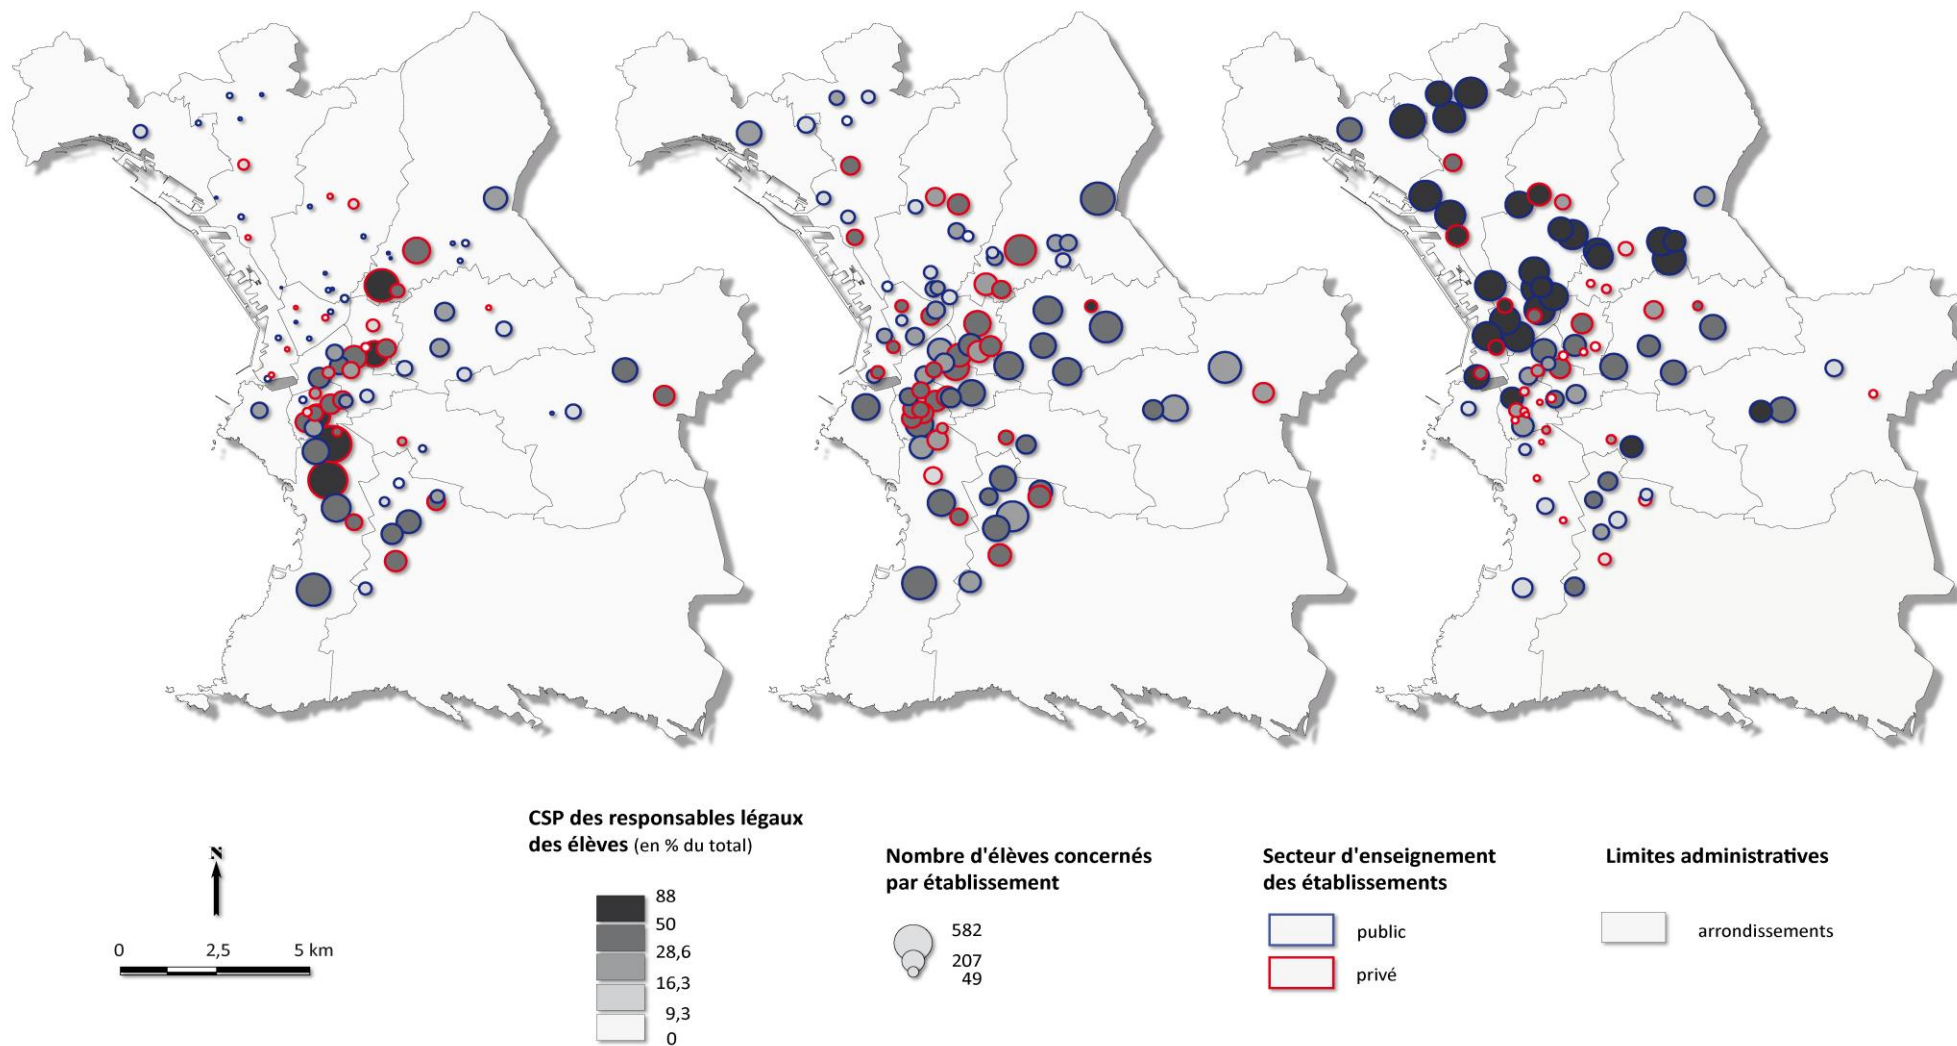 CSP des responsables légaux
des élèves (en % du total)
88
50
28,6
16,3
9,3
0
Nombre d'élèves concernés
par établissement
582
207
49
Secteur d'enseignement
des établissements
public
privé
Limites administratives
arrondissements
N
0 2,5 5 km